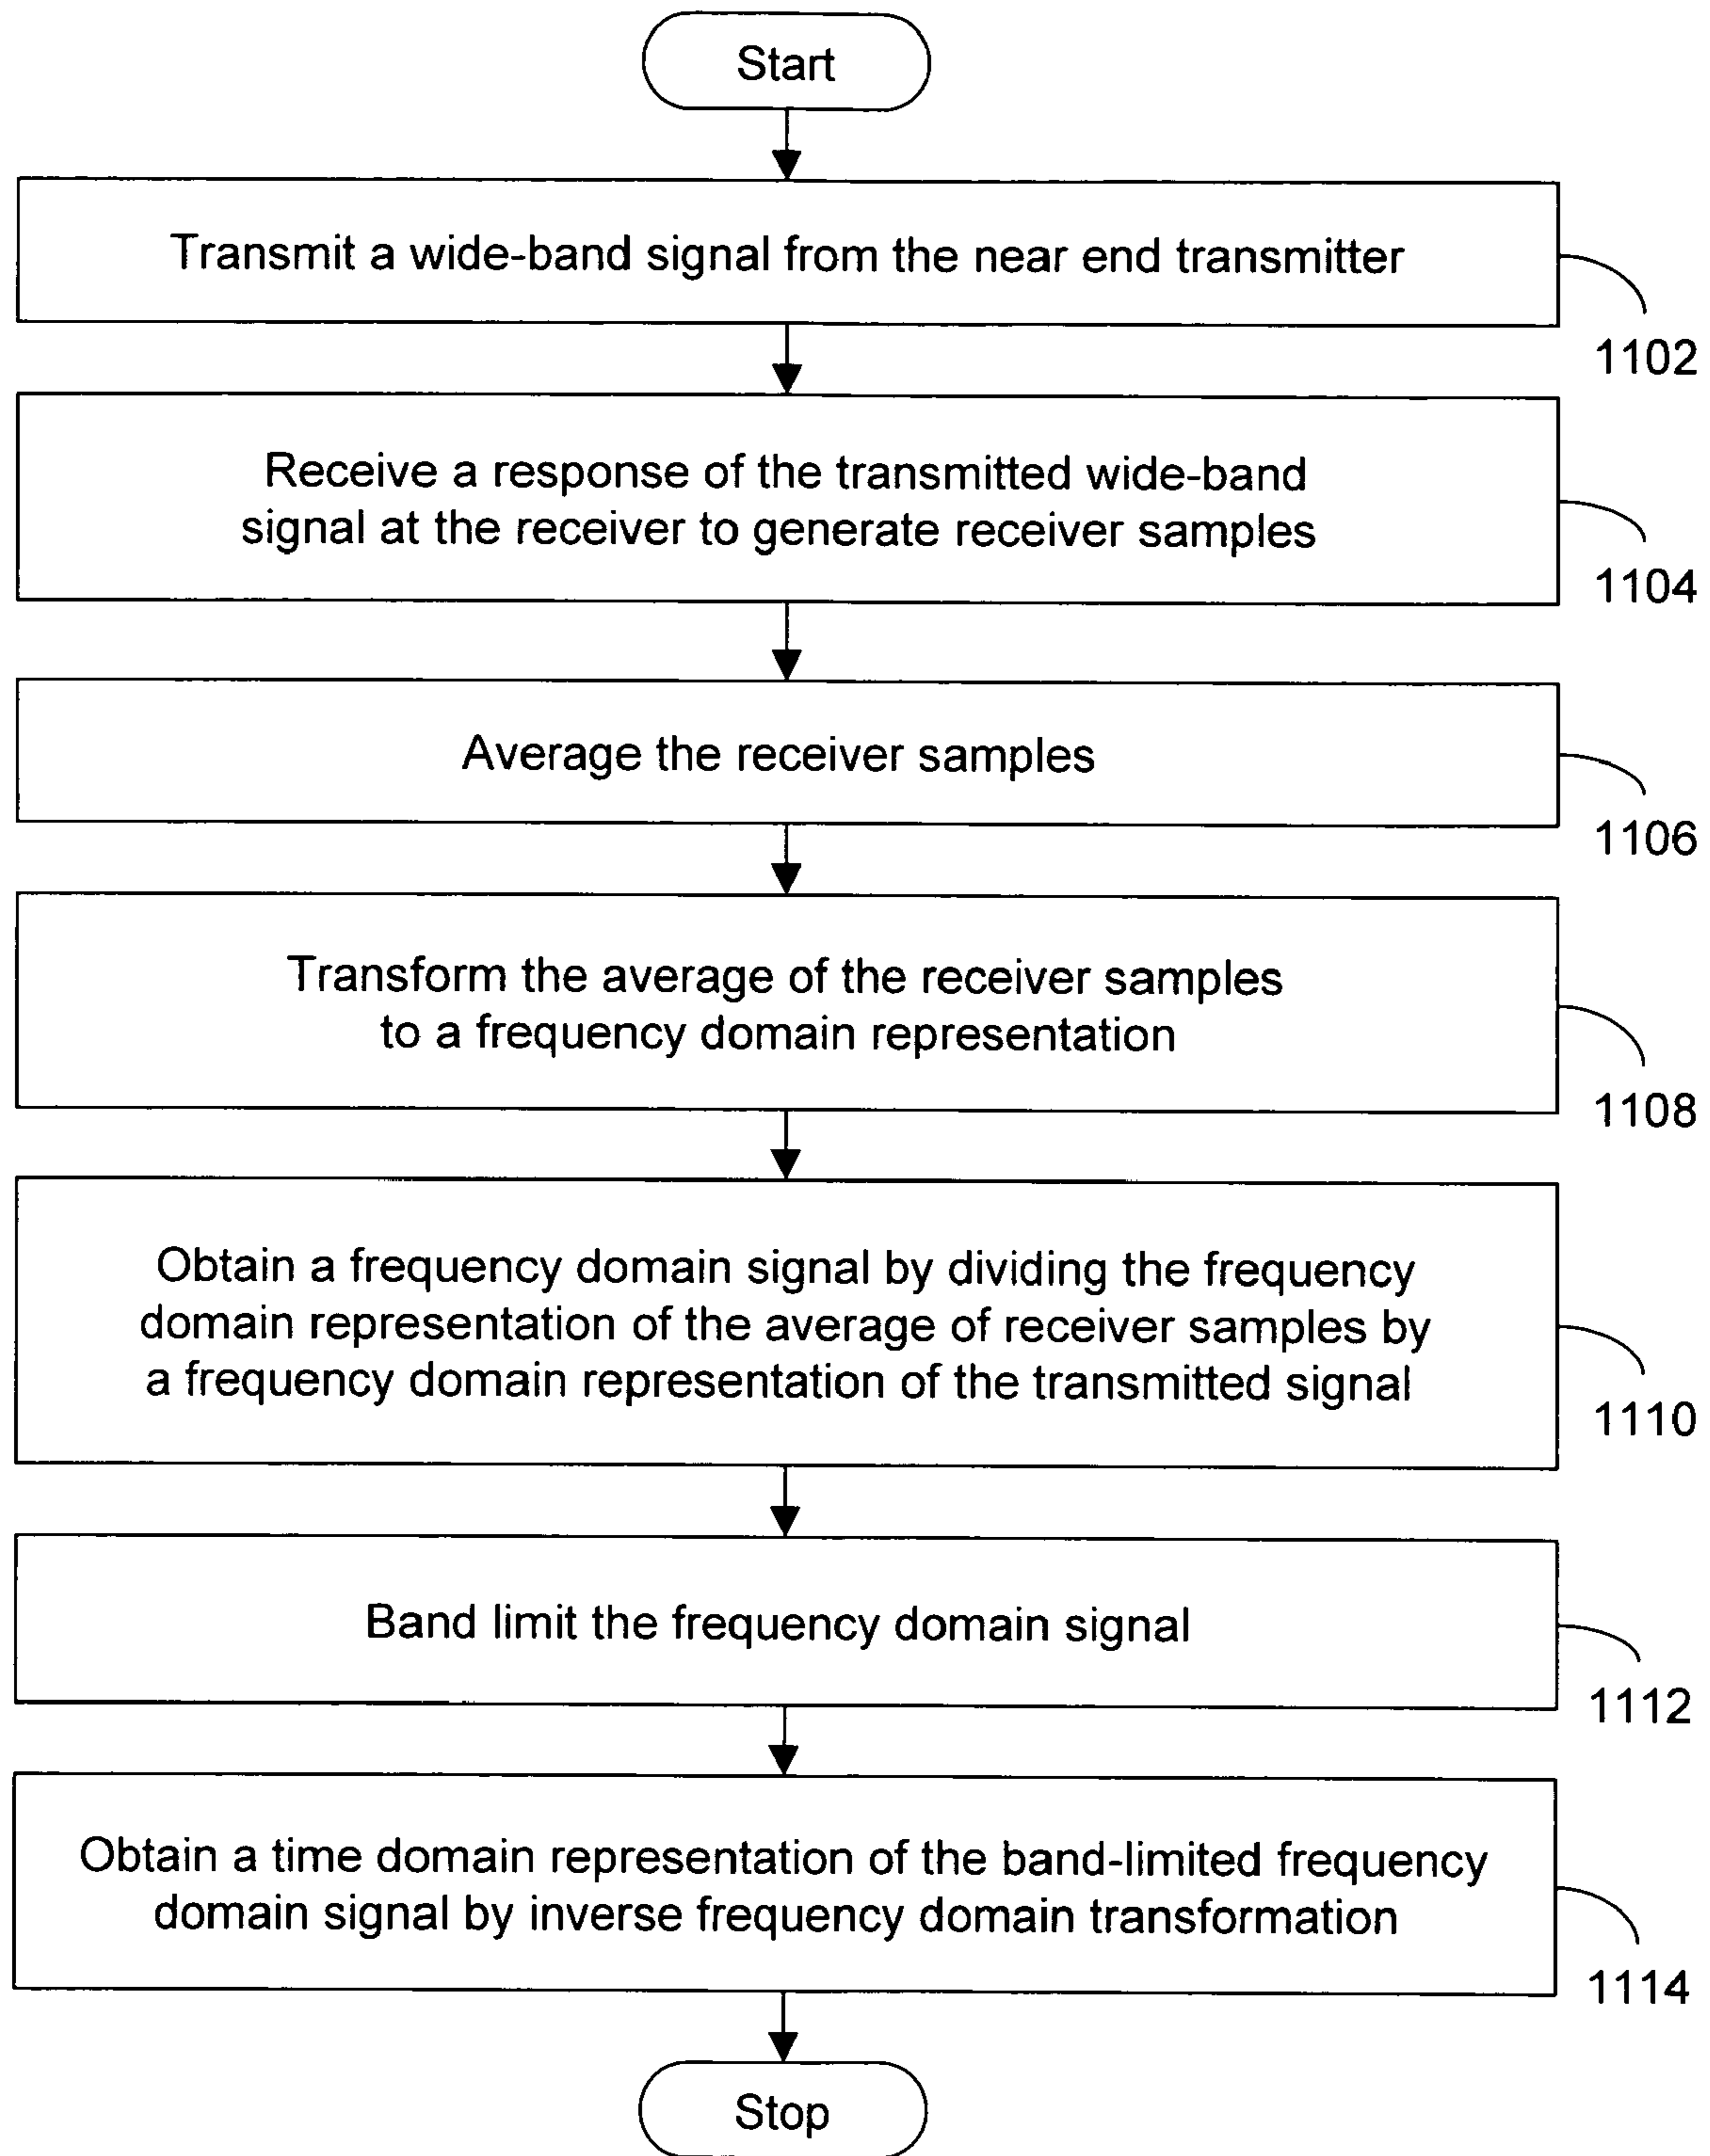 Start
Transmit a wide-band signal from the near end transmitter
1102
Receive a response of the transmitted wide-band
signal at the receiver to generate receiver samples
1104
Average the receiver samples
1106
Transform the average of the receiver samples
to a frequency domain representation
1108
Obtain a frequency domain signal by dividing the frequency
domain representation of the average of receiver samples by
a frequency domain representation of the transmitted signal
1110
Band limit the frequency domain signal
1112
Obtain a time domain representation of the band-limited frequency
domain signal by inverse frequency domain transformation
1114
Stop